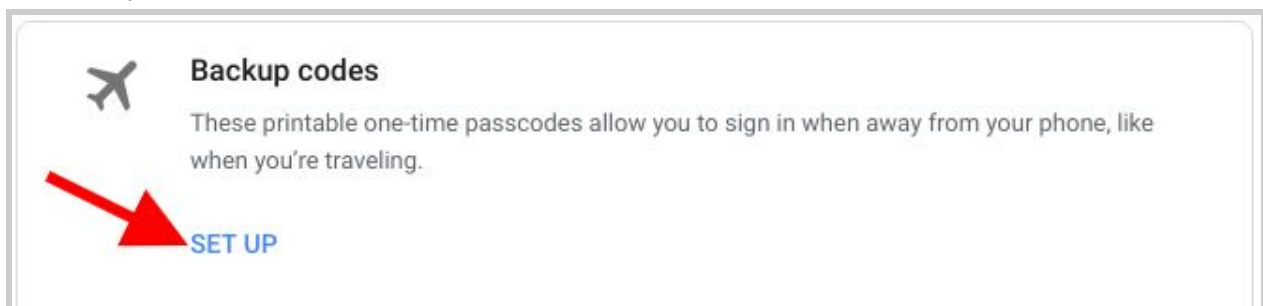 Backup codes
These printable one-time passcodes allow you to sign in when away from your phone, like
when you’re traveling.
SET UP